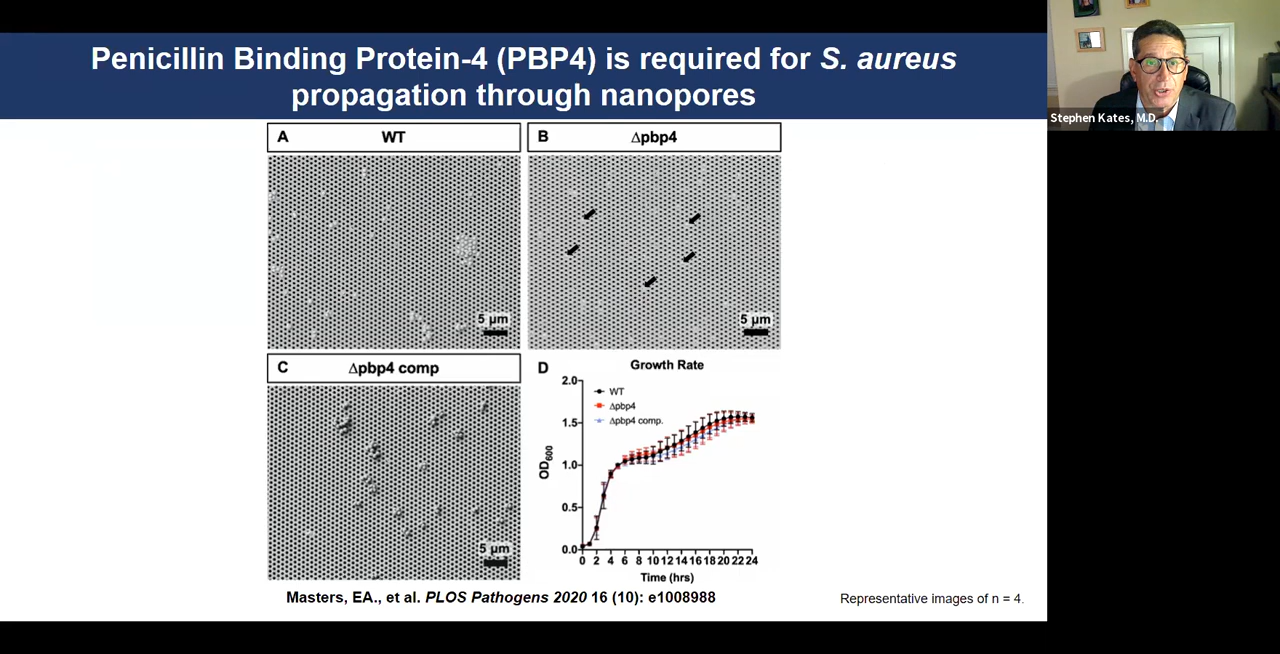 Penicillin Binding Protein-4 (PBP4) is required for S. aureus
propagation through nanopores
Stephen Kates, M.D.
A WT
B Δpbp4
5 µm
5 µm
C Δpbp4 comp
5 µm
D Growth Rate
2.0
1.5
1.0
0.5
0.0
OD600
WT
Δpbp4
Δpbp4 comp.
0 2 4 6 8 10 12 14 16 18 20 22 24
Time (hrs)
Masters, EA., et al. PLOS Pathogens 2020 16 (10): e1008988
Representative images of n = 4.